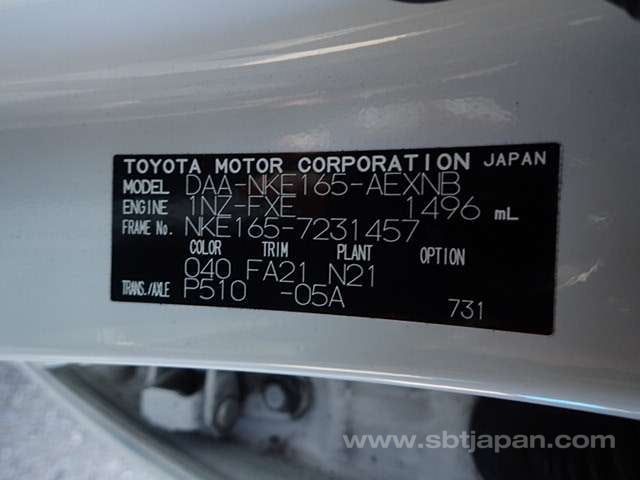 TOYOTA MOTOR CORPORATION JAPAN
MODEL DAA-NKE165-AEXNB
ENGINE 1NZ-FXE 1496 mL
FRAME No. NKE165-7231457
COLOR TRIM PLANT OPTION
040 FA21 N21
TRANS./AXLE P510 -05A
731
www.sbtjapan.com